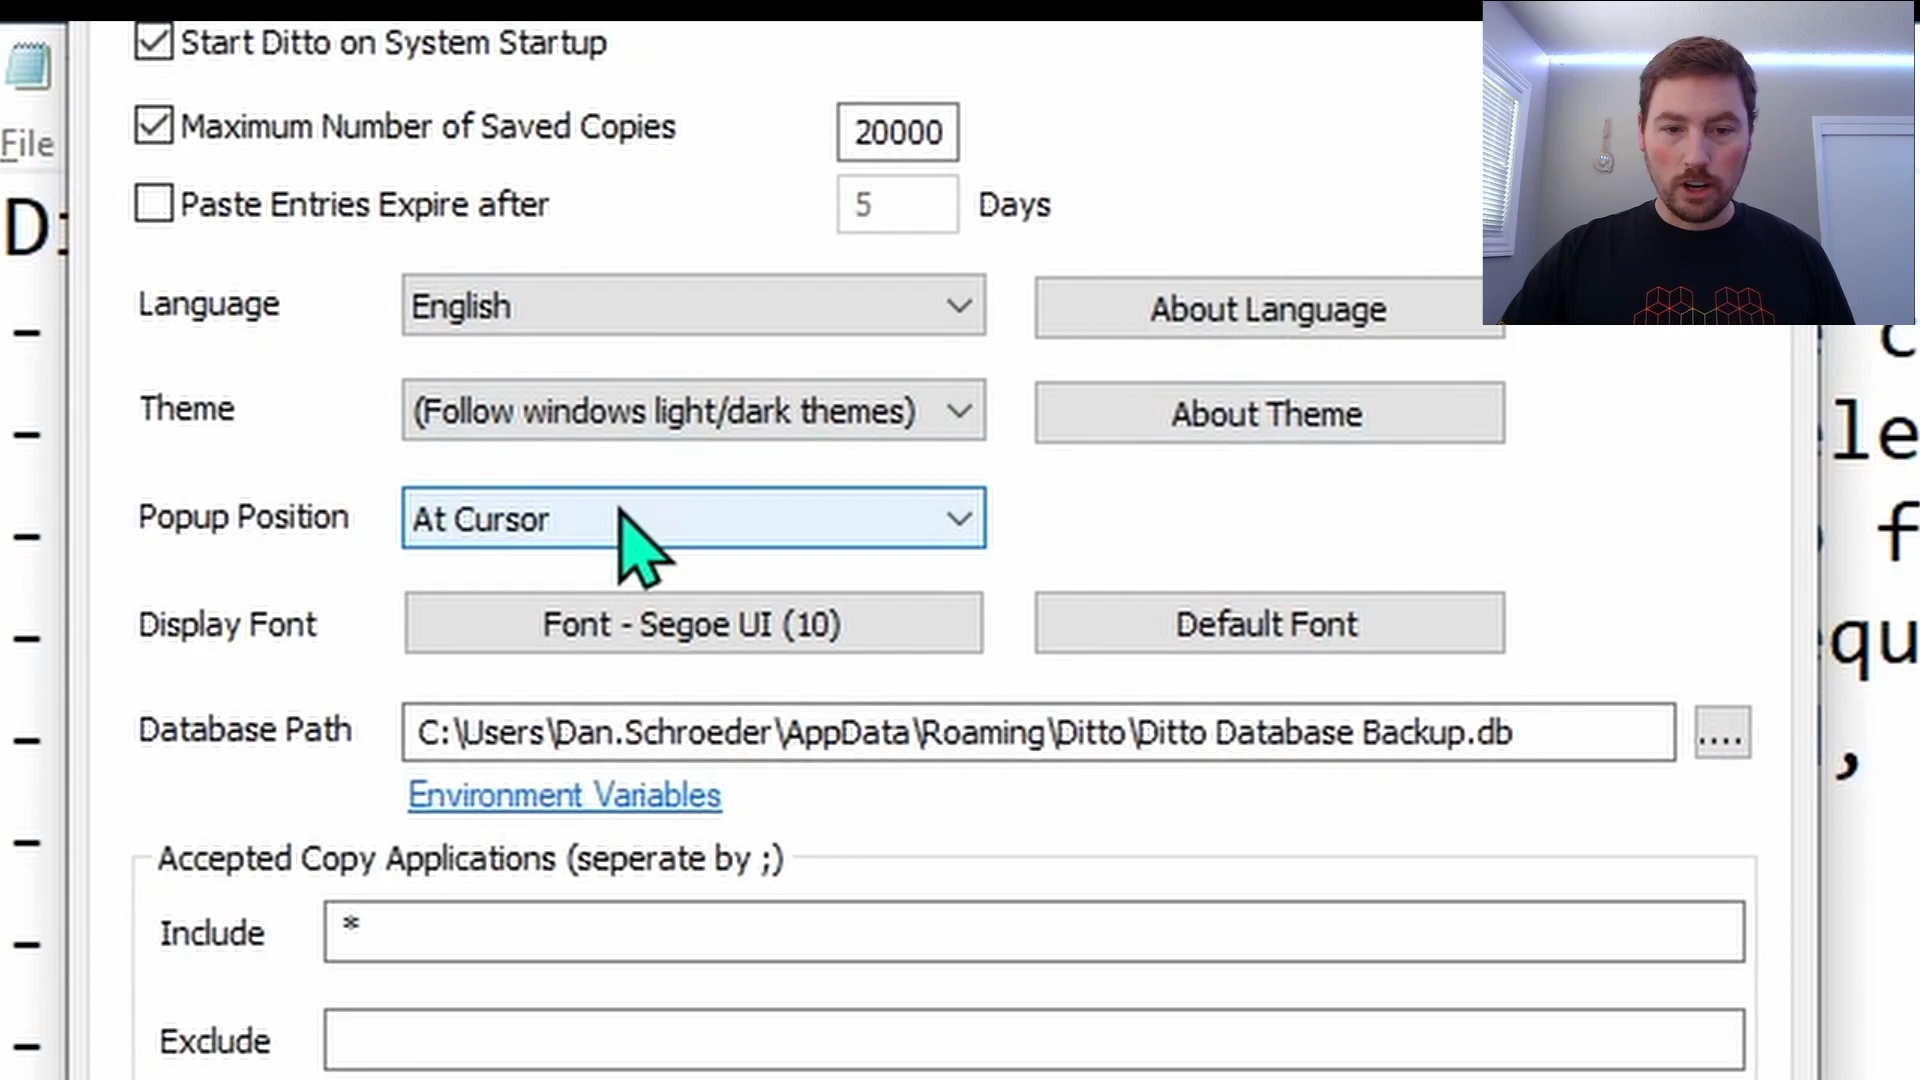 Start Ditto on System Startup
Maximum Number of Saved Copies 20000
File
Paste Entries Expire after 5 Days
Language English About Language
Theme (Follow windows light/dark themes) About Theme
Popup Position At Cursor
Display Font Font - Segoe UI (10) Default Font
Database Path C:\Users\Dan.Schroeder\AppData\Roaming\Ditto\Ditto Database Backup.db ....
Environment Variables
Accepted Copy Applications (seperate by ;)
Include *
Exclude